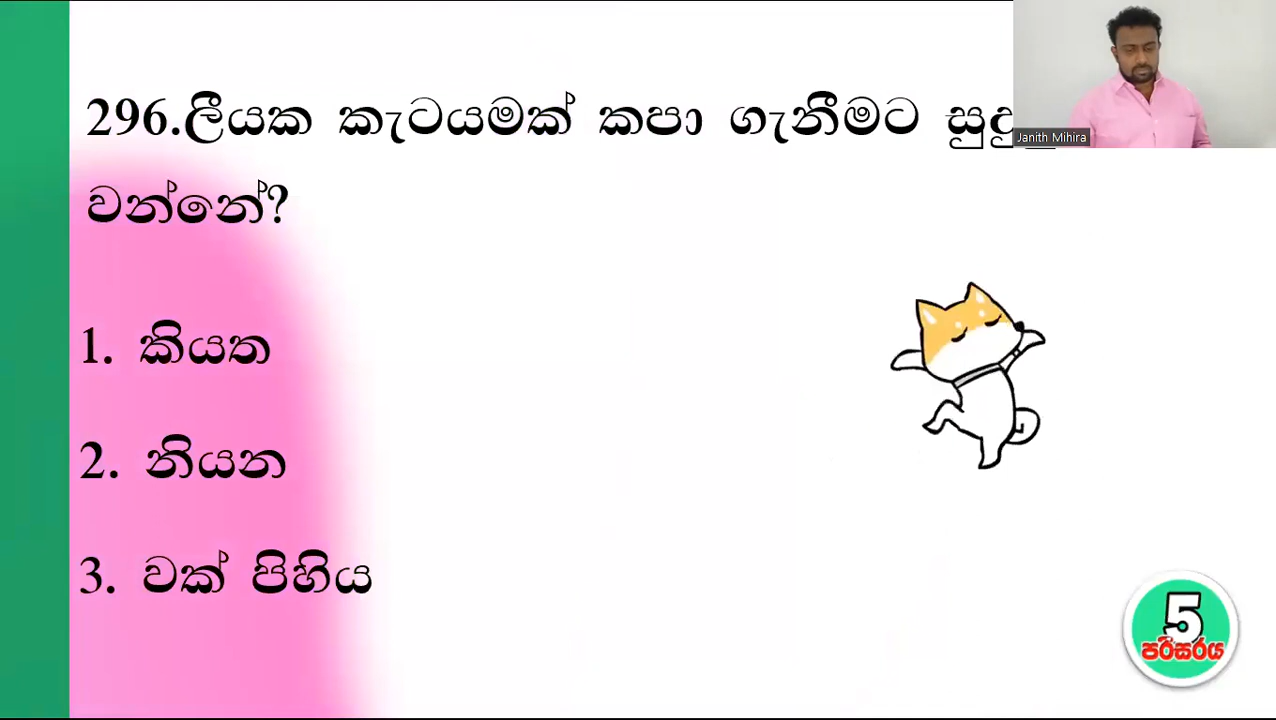 296.ලීයක කැටයමක් කපා ගැනීමට
වන්නේ?
1. කියත
2. නියන
3. වක් පිහිය
Janith Mihira
5
පරිසරය